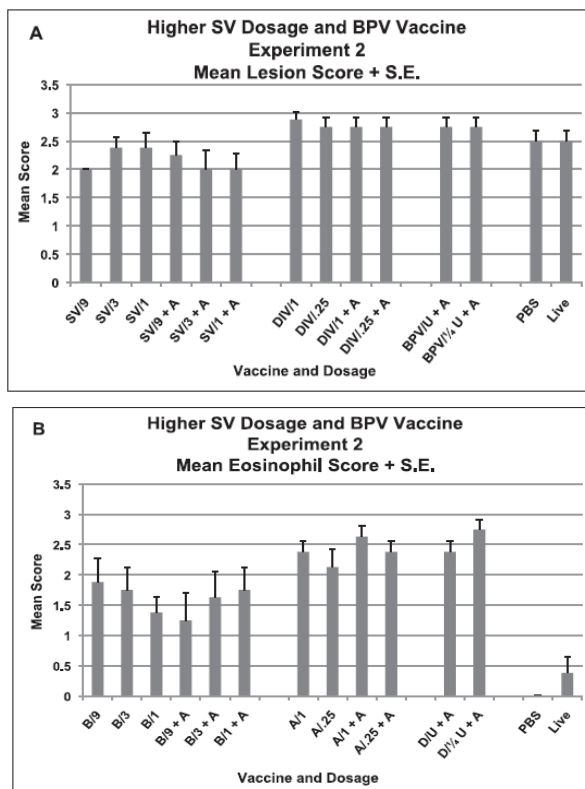 A
Higher SV Dosage and BPV Vaccine
Experiment 2
Mean Lesion Score + S.E.
3.5
3
2.5
2
1.5
1
0.5
0
Mean Score
SV/9
SV/3
SV/1
SV/9 + A
SV/3 + A
SV/1 + A
DIV/1
DIV/.25
DIV/1 + A
DIV/.25 + A
BPV/U + A
BPV/¼ U + A
PBS
Live
Vaccine and Dosage
B
Higher SV Dosage and BPV Vaccine
Experiment 2
Mean Eosinophil Score + S.E.
3.5
3
2.5
2
1.5
1
0.5
0
Mean Score
B/9
B/3
B/1
B/9 + A
B/3 + A
B/1 + A
A/1
A/.25
A/1 + A
A/.25 + A
D/U + A
D/¼ U + A
PBS
Live
Vaccine and Dosage